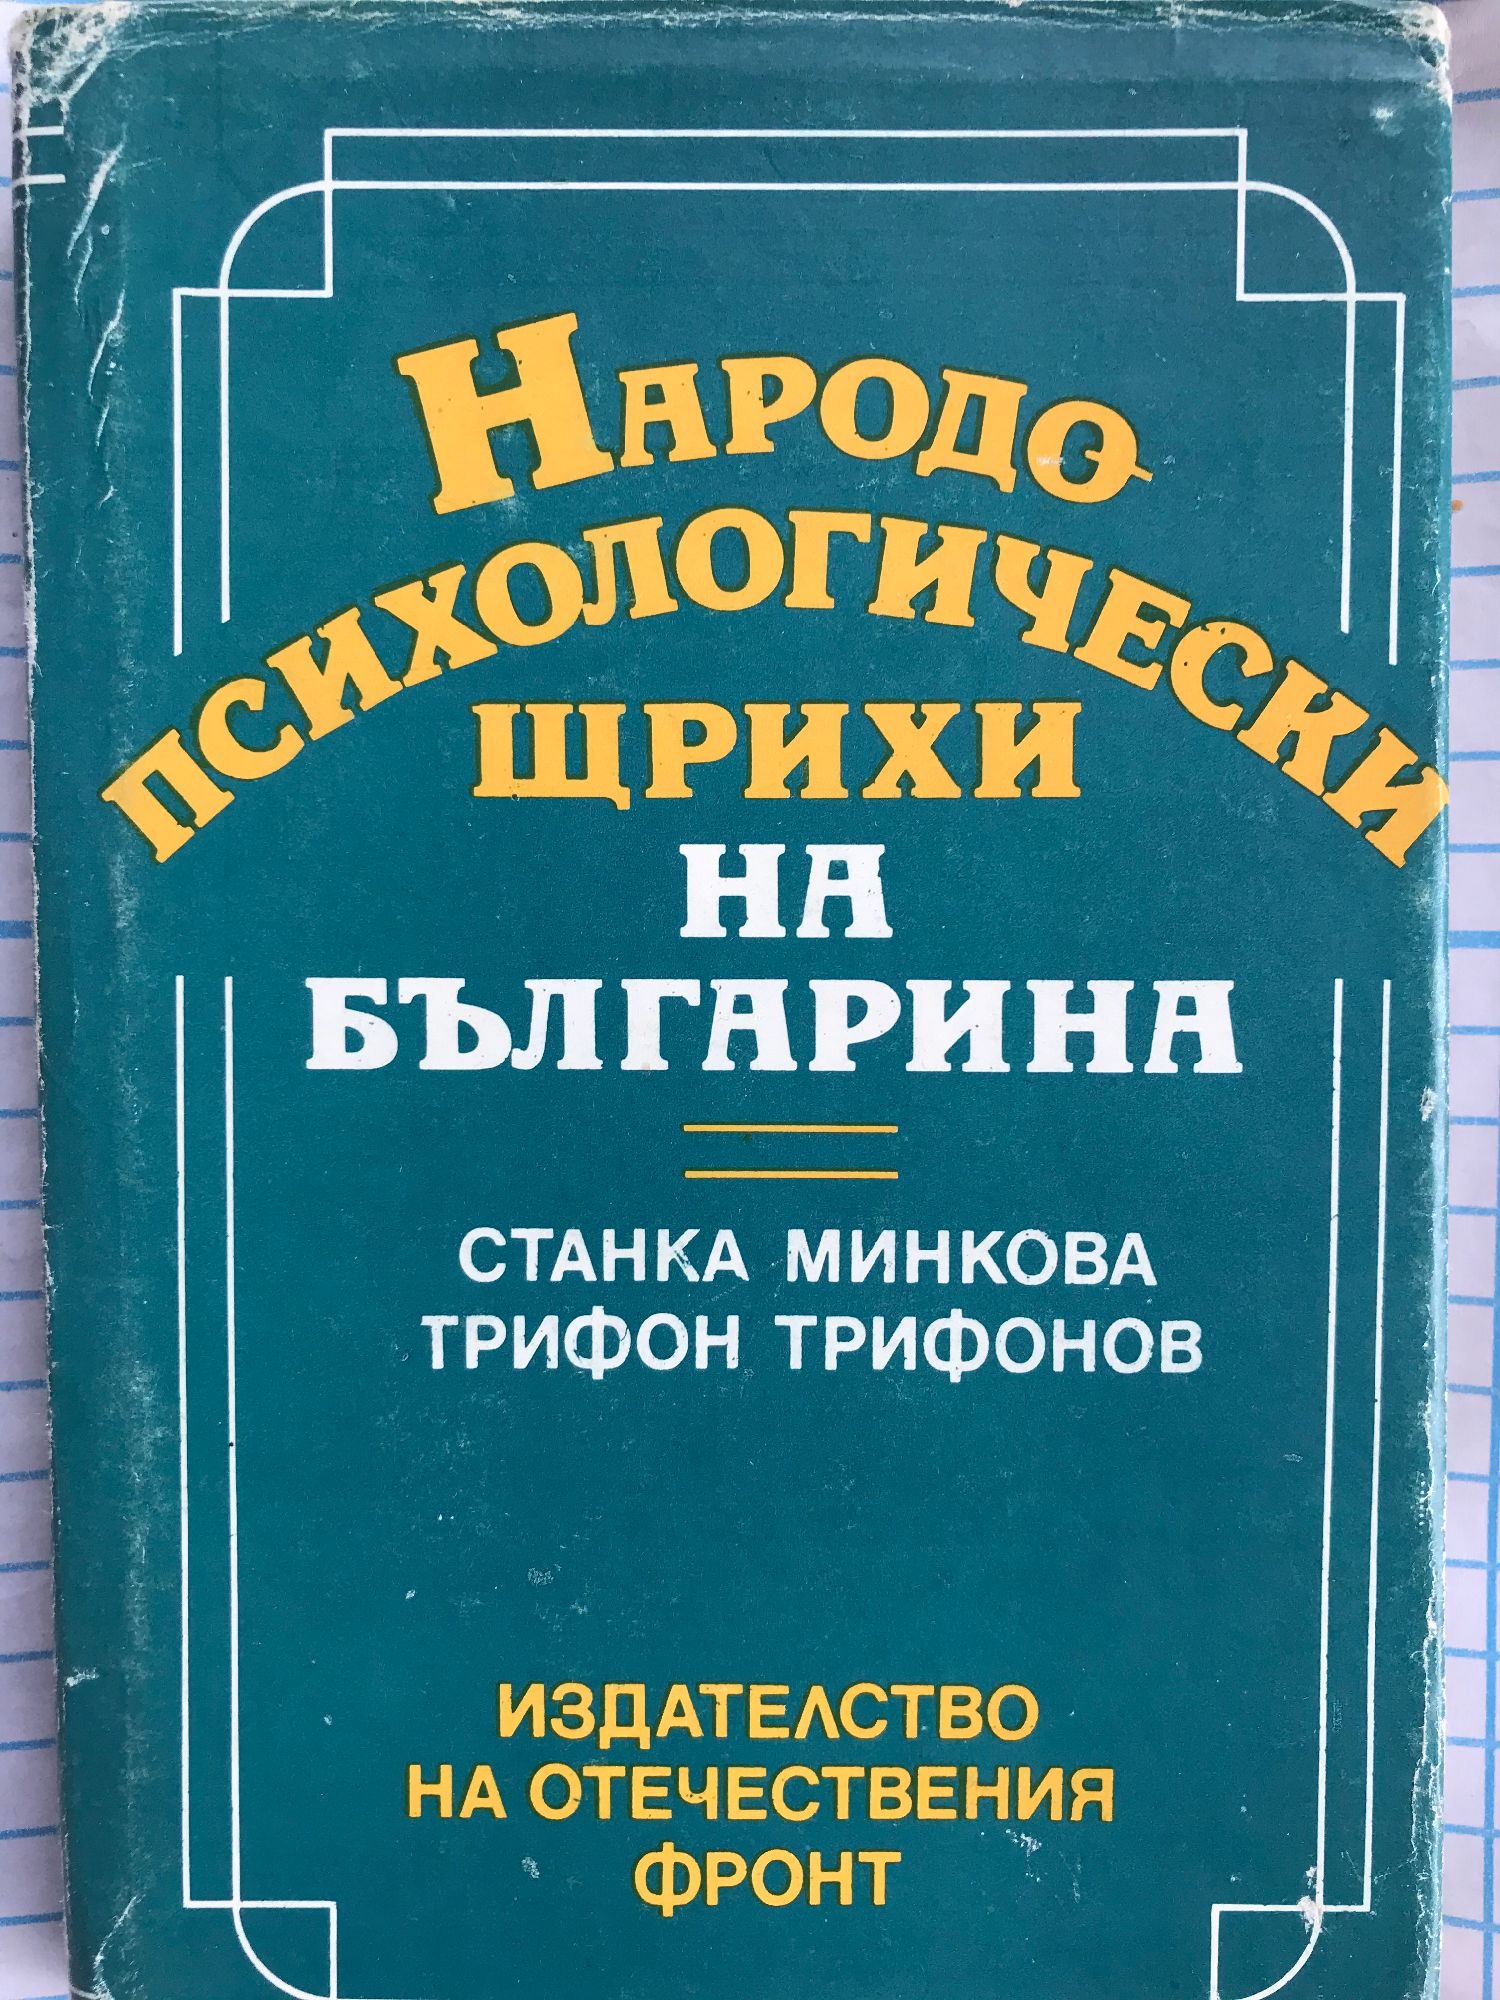 НАРОДО-
ПСИХОЛОГИЧЕСКИ
ЩРИХИ
НА
БЪЛГАРИНА
СТАНКА МИНКОВА
ТРИФОН ТРИФОНОВ
ИЗДАТЕЛСТВО
НА ОТЕЧЕСТВЕНИЯ
ФРОНТ